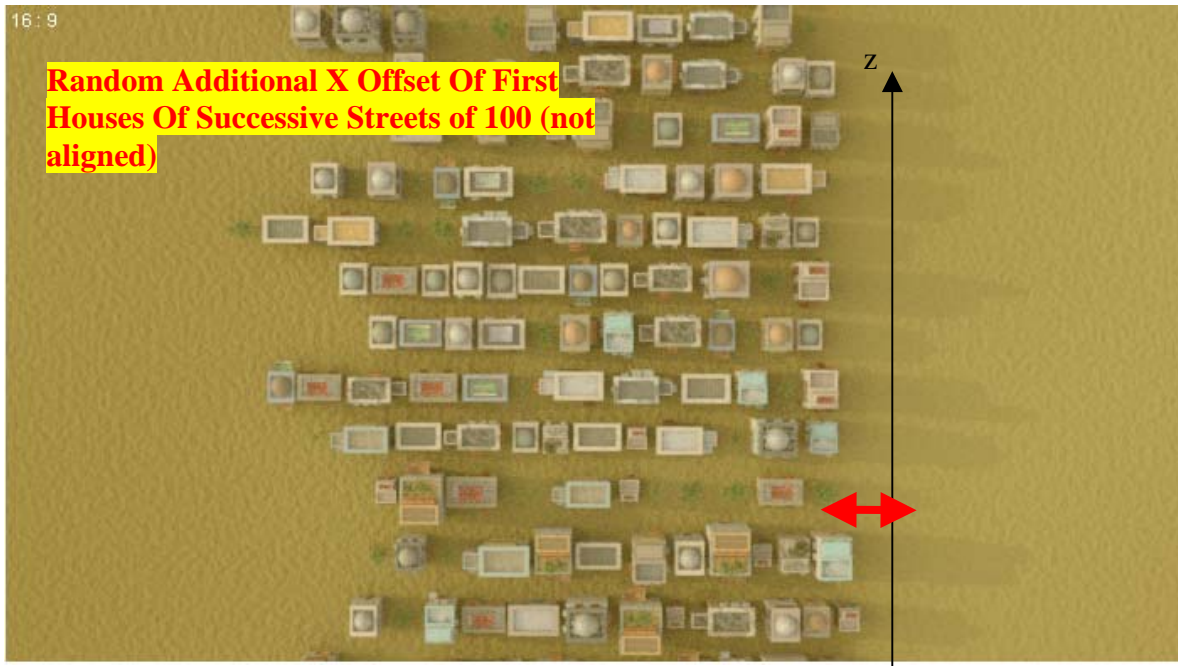 16:9
Random Additional X Offset Of First
Houses Of Successive Streets of 100 (not
aligned)
z